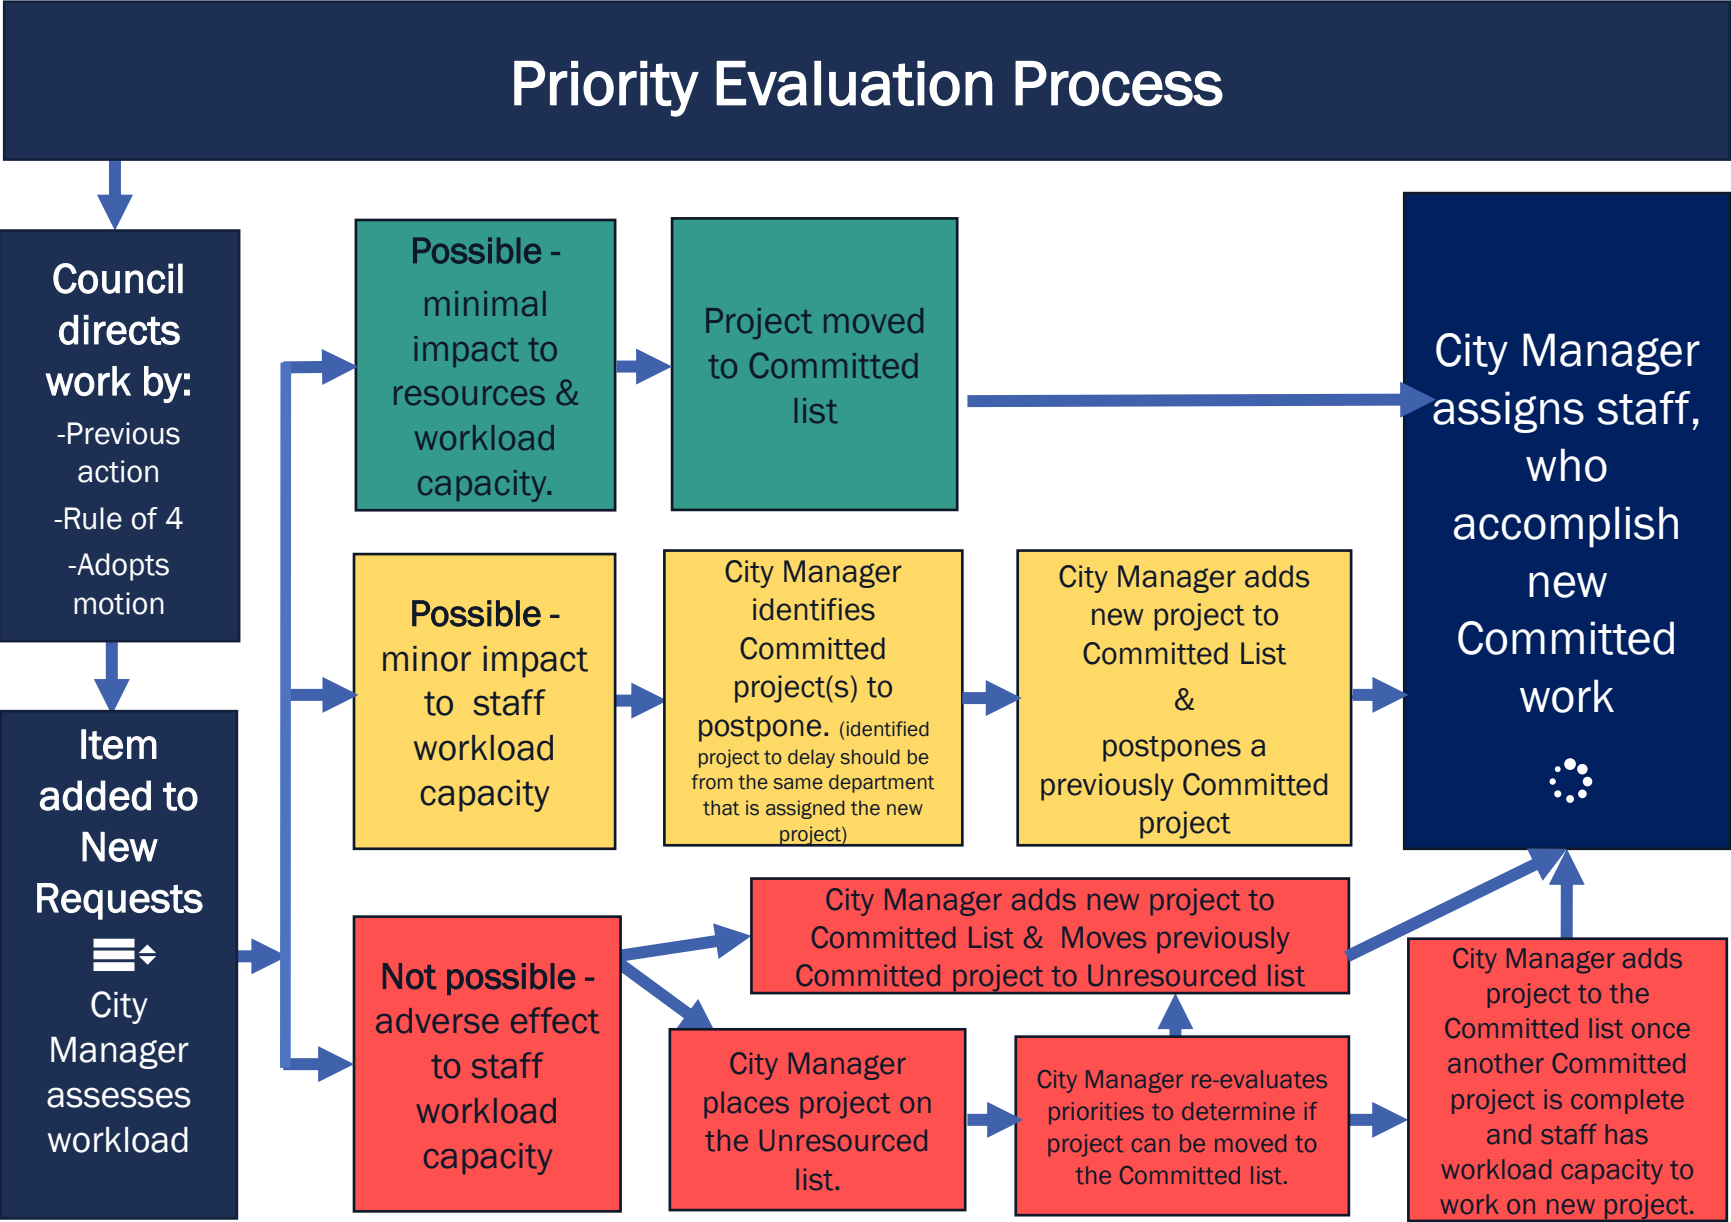 Priority Evaluation Process
Council
directs
work by:
-Previous
action
-Rule of 4
-Adopts
motion
Item
added to
New
Requests
City
Manager
assesses
workload
Possible -
minimal
impact to
resources &
workload
capacity.
Project moved
to Committed
list
Possible -
minor impact
to staff
workload
capacity
City Manager
identifies
Committed
project(s) to
postpone. (identified
project to delay should be
from the same department
that is assigned the new
project)
City Manager adds
new project to
Committed List
&
postpones a
previously Committed
project
Not possible -
adverse effect
to staff
workload
capacity
City Manager adds new project to
Committed List & Moves previously
Committed project to Unresourced list
City Manager
places project on
the Unresourced
list.
City Manager re-evaluates
priorities to determine if
project can be moved to
the Committed list.
City Manager adds
project to the
Committed list once
another Committed
project is complete
and staff has
workload capacity to
work on new project.
City Manager
assigns staff,
who
accomplish
new
Committed
work